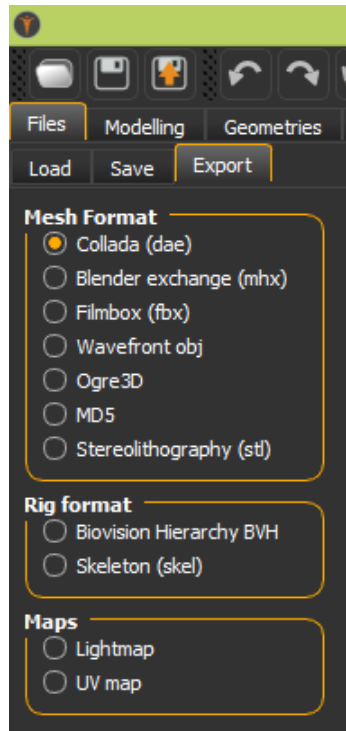 Files Modelling Geometries
Load Save Export
Mesh Format
Collada (dae)
Blender exchange (mhx)
Filmbox (fbx)
Wavefront obj
Ogre3D
MD5
Stereolithography (stl)
Rig format
Biovision Hierarchy BVH
Skeleton (skel)
Maps
Lightmap
UV map